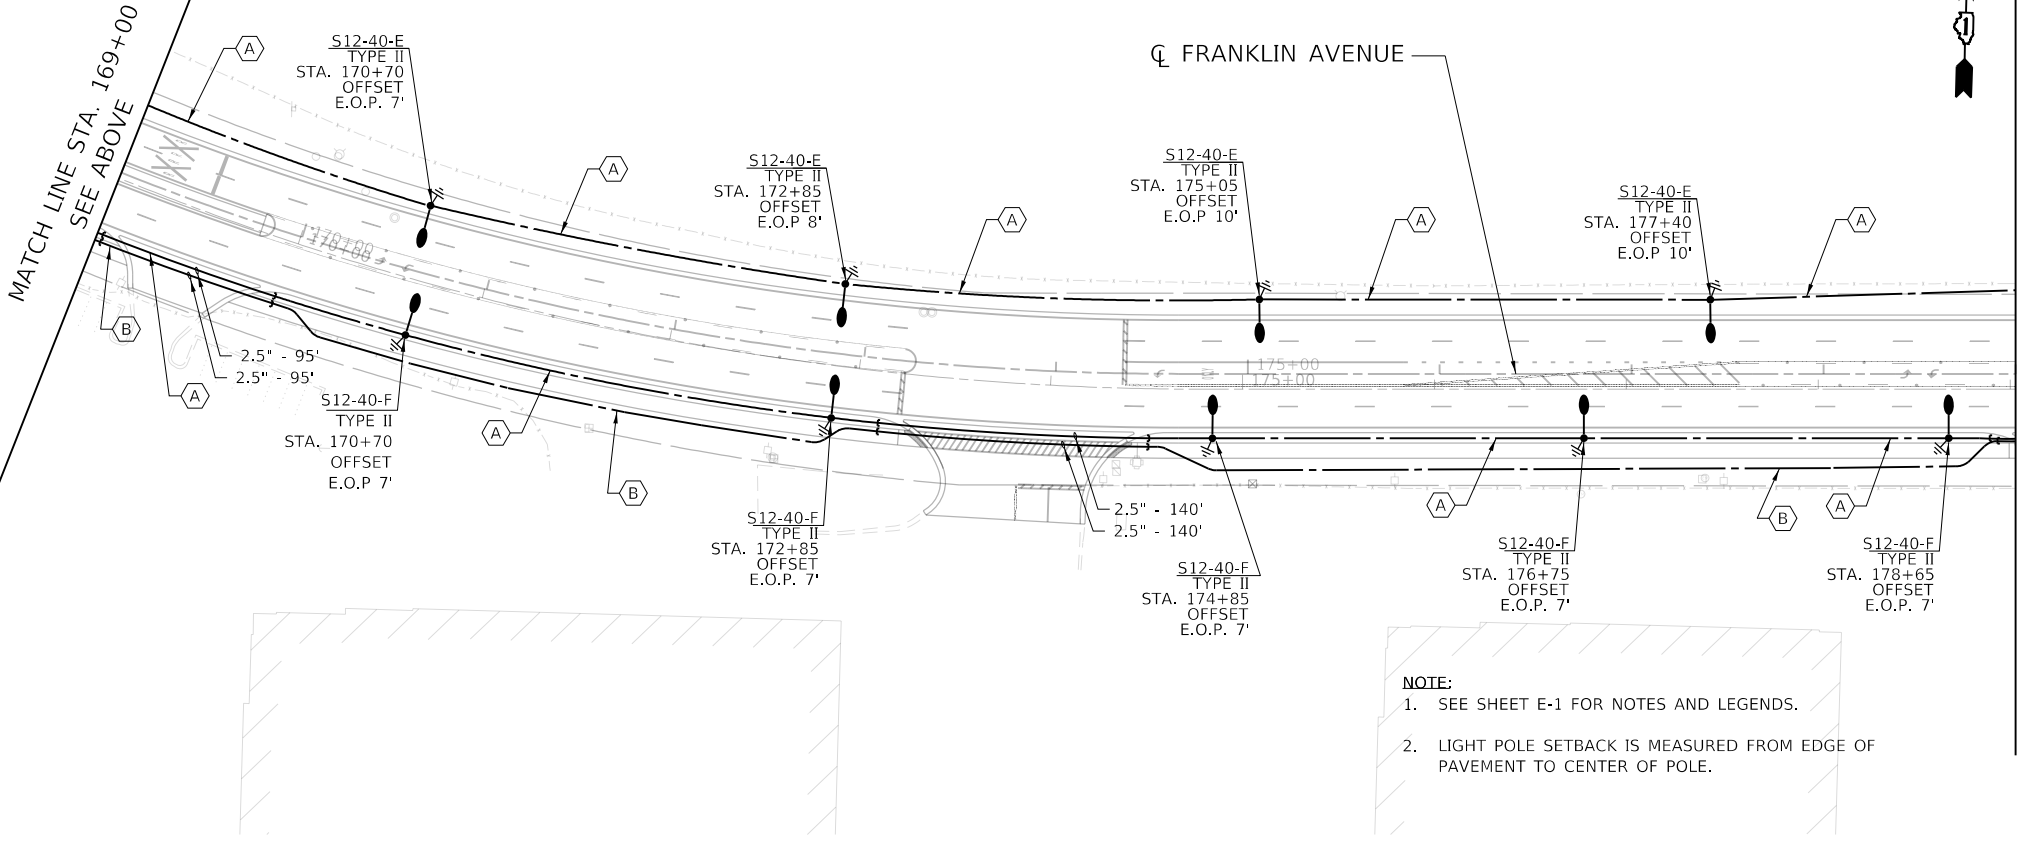 MATCH LINE STA. 169+00
SEE ABOVE
A
S12-40-E
TYPE II
STA. 170+70
OFFSET
E.O.P. 7'
A
S12-40-E
TYPE II
STA. 172+85
OFFSET
E.O.P 8'
A
S12-40-E
TYPE II
STA. 175+05
OFFSET
E.O.P 10'
℄ FRANKLIN AVENUE
A
S12-40-E
TYPE II
STA. 177+40
OFFSET
E.O.P 10'
A
1
170+00
170+00
175+00
175+00
B
A
2.5" - 95'
2.5" - 95'
S12-40-F
TYPE II
STA. 170+70
OFFSET
E.O.P 7'
A
B
S12-40-F
TYPE II
STA. 172+85
OFFSET
E.O.P. 7'
2.5" - 140'
2.5" - 140'
S12-40-F
TYPE II
STA. 174+85
OFFSET
E.O.P. 7'
A
S12-40-F
TYPE II
STA. 176+75
OFFSET
E.O.P. 7'
B
A
S12-40-F
TYPE II
STA. 178+65
OFFSET
E.O.P. 7'
NOTE:
1. SEE SHEET E-1 FOR NOTES AND LEGENDS.
2. LIGHT POLE SETBACK IS MEASURED FROM EDGE OF
PAVEMENT TO CENTER OF POLE.